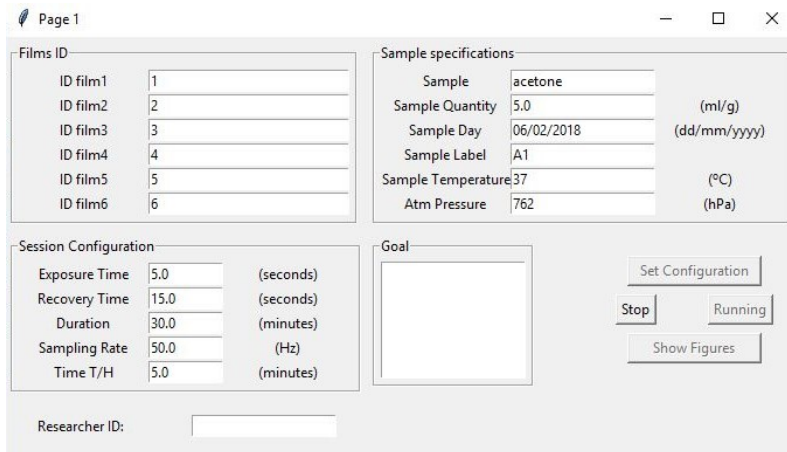 Page 1
Films ID
ID film1 1
ID film2 2
ID film3 3
ID film4 4
ID film5 5
ID film6 6
Sample specifications
Sample acetone
Sample Quantity 5.0 (ml/g)
Sample Day 06/02/2018 (dd/mm/yyyy)
Sample Label A1
Sample Temperature 37 (ºC)
Atm Pressure 762 (hPa)
Session Configuration
Exposure Time 5.0 (seconds)
Recovery Time 15.0 (seconds)
Duration 30.0 (minutes)
Sampling Rate 50.0 (Hz)
Time T/H 5.0 (minutes)
Goal
Set Configuration
Stop Running
Show Figures
Researcher ID: